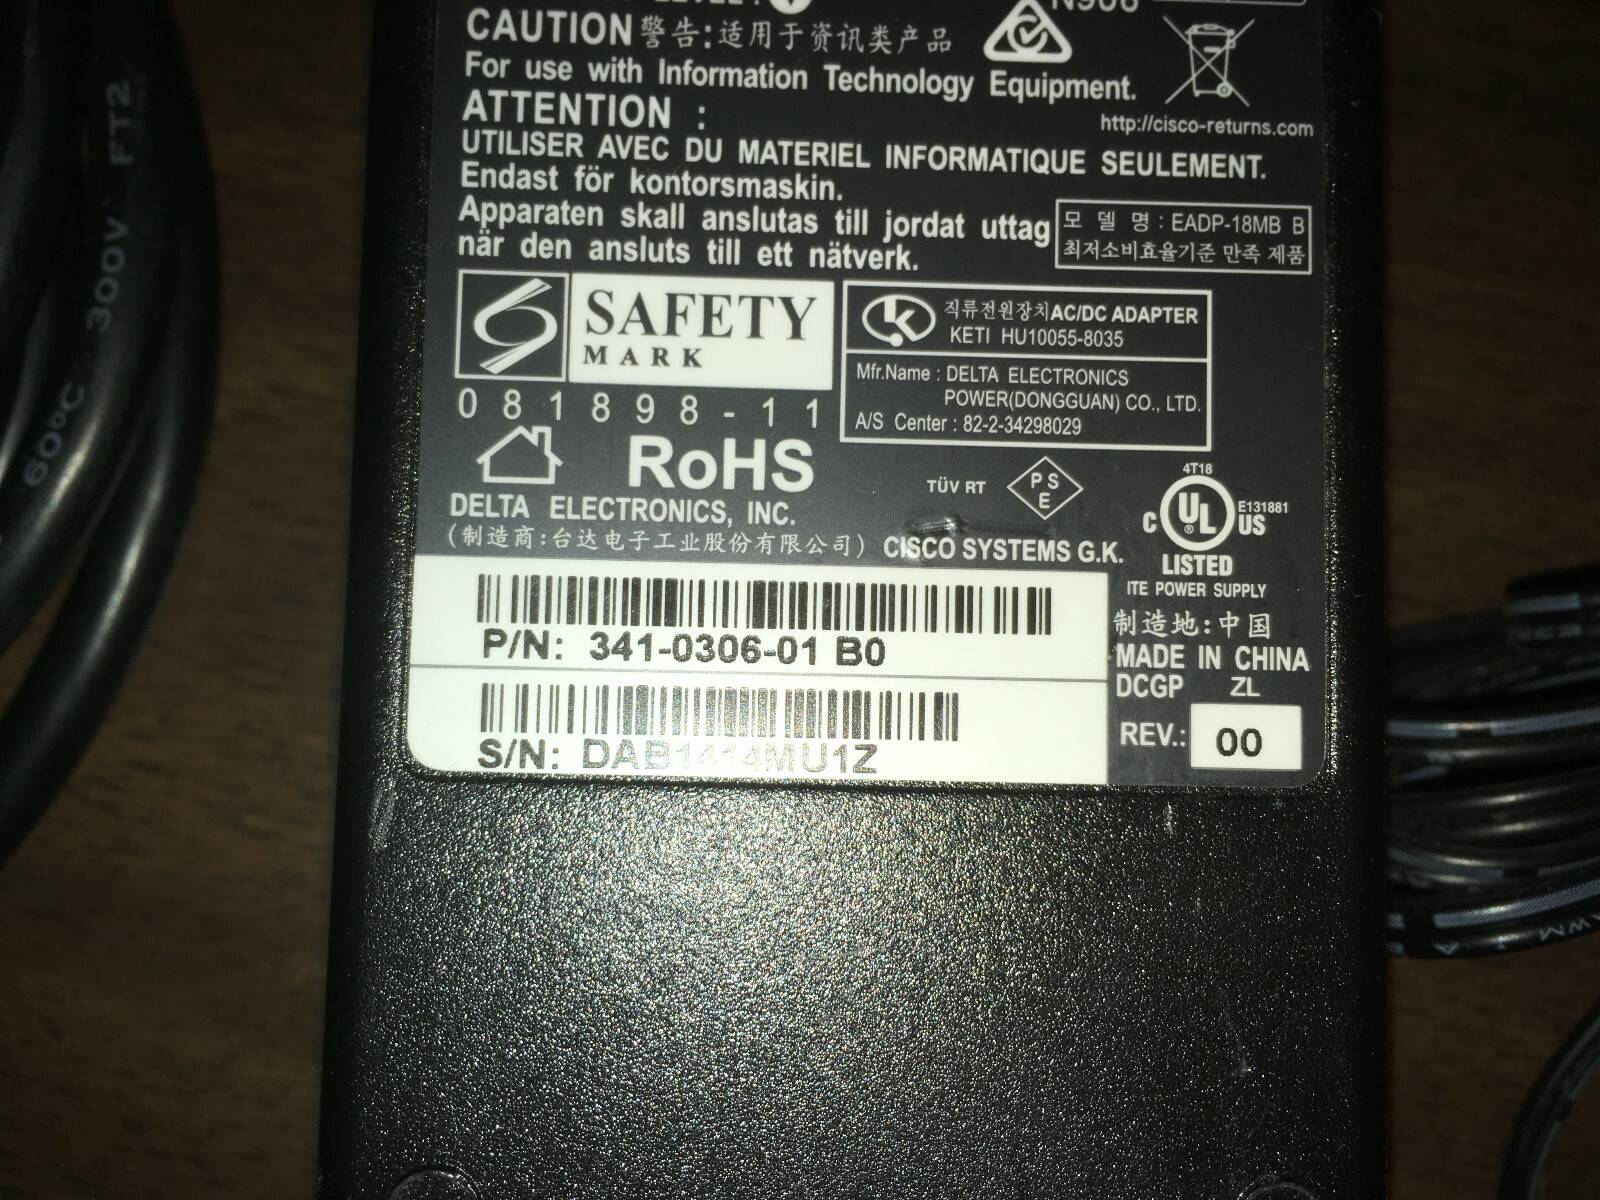 N906
CAUTION 警告:适用于资讯类产品
For use with Information Technology Equipment.
http://cisco-returns.com
ATTENTION :
UTILISER AVEC DU MATERIEL INFORMATIQUE SEULEMENT.
Endast för kontorsmaskin.
Apparaten skall anslutas till jordat uttag
när den ansluts till ett nätverk.
모 델 명 : EADP-18MB B
최저소비효율기준 만족 제품
SAFETY
MARK
081898-11
직류전원장치AC/DC ADAPTER
KETI HU10055-8035
Mfr.Name : DELTA ELECTRONICS
POWER(DONGGUAN) CO., LTD.
A/S Center : 82-2-34298029
RoHS
DELTA ELECTRONICS, INC.
(制造商:台达电子工业股份有限公司)
TÜV RT
PS
E
CISCO SYSTEMS G.K.
4T18
C UL US
®
E131881
LISTED
ITE POWER SUPPLY
P/N: 341-0306-01 B0
S/N: DAB1414MU1Z
制造地:中国
MADE IN CHINA
DCGP ZL
REV.: 00
60°C 300V FT2